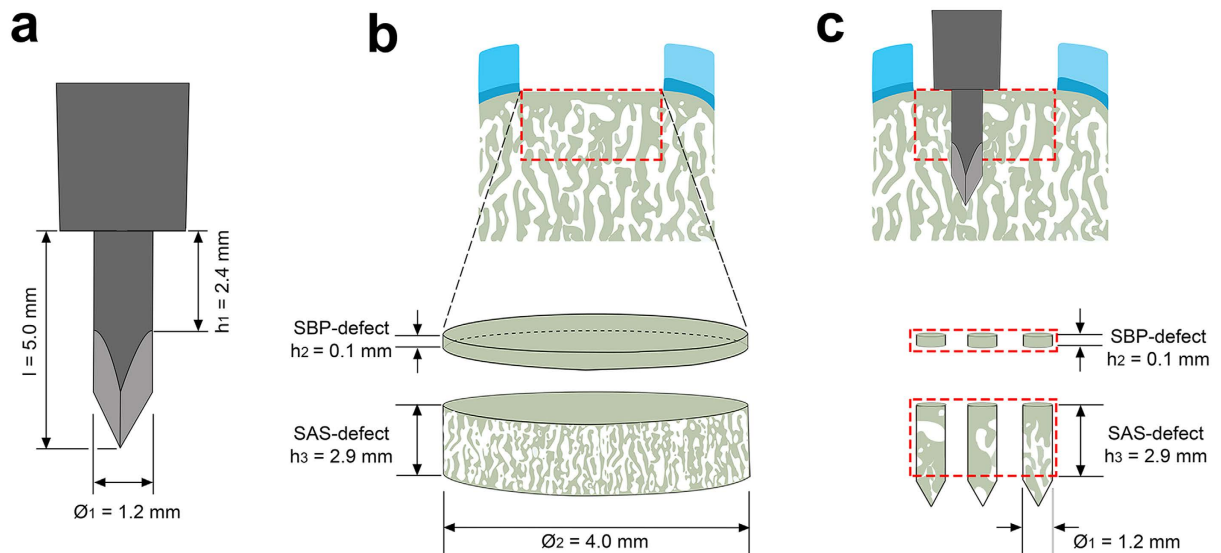 a
l = 5.0 mm
h1 = 2.4 mm
Ø1 = 1.2 mm
b
SBP-defect
h2 = 0.1 mm
SAS-defect
h3 = 2.9 mm
Ø2 = 4.0 mm
c
SBP-defect
h2 = 0.1 mm
SAS-defect
h3 = 2.9 mm
Ø1 = 1.2 mm